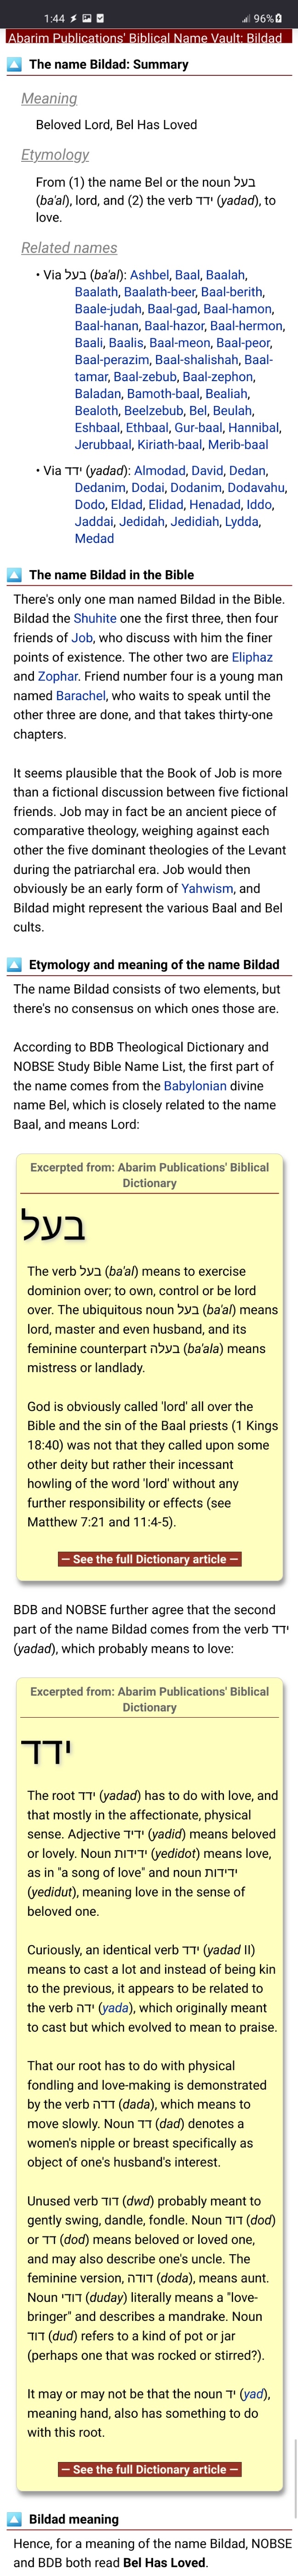 1:44
96%
Abarim Publications' Biblical Name Vault: Bildad
The name Bildad: Summary
Meaning
Beloved Lord, Bel Has Loved
Etymology
From (1) the name Bel or the noun בעל
(ba'al), lord, and (2) the verb ידד (yadad), to
love.
Related names
• Via בעל (ba'al): Ashbel, Baal, Baalah,
Baalath, Baalath-beer, Baal-berith,
Baale-judah, Baal-gad, Baal-hamon,
Baal-hanan, Baal-hazor, Baal-hermon,
Baali, Baalis, Baal-meon, Baal-peor,
Baal-perazim, Baal-shalishah, Baal-
tamar, Baal-zebub, Baal-zephon,
Baladan, Bamoth-baal, Bealiah,
Bealoth, Beelzebub, Bel, Beulah,
Eshbaal, Ethbaal, Gur-baal, Hannibal,
Jerubbaal, Kiriath-baal, Merib-baal
• Via ידד (yadad): Almodad, David, Dedan,
Dedanim, Dodai, Dodanim, Dodavahu,
Dodo, Eldad, Elidad, Henadad, Iddo,
Jaddai, Jedidah, Jedidiah, Lydda,
Medad
The name Bildad in the Bible
There's only one man named Bildad in the Bible.
Bildad the Shuhite one the first three, then four
friends of Job, who discuss with him the finer
points of existence. The other two are Eliphaz
and Zophar. Friend number four is a young man
named Barachel, who waits to speak until the
other three are done, and that takes thirty-one
chapters.
It seems plausible that the Book of Job is more
than a fictional discussion between five fictional
friends. Job may in fact be an ancient piece of
comparative theology, weighing against each
other the five dominant theologies of the Levant
during the patriarchal era. Job would then
obviously be an early form of Yahwism, and
Bildad might represent the various Baal and Bel
cults.
Etymology and meaning of the name Bildad
The name Bildad consists of two elements, but
there's no consensus on which ones those are.
According to BDB Theological Dictionary and
NOBSE Study Bible Name List, the first part of
the name comes from the Babylonian divine
name Bel, which is closely related to the name
Baal, and means Lord:
Excerpted from: Abarim Publications' Biblical
Dictionary
בעל
The verb בעל (ba'al) means to exercise
dominion over; to own, control or be lord
over. The ubiquitous noun בעל (ba'al) means
lord, master and even husband, and its
feminine counterpart בעלה (ba'ala) means
mistress or landlady.
God is obviously called 'lord' all over the
Bible and the sin of the Baal priests (1 Kings
18:40) was not that they called upon some
other deity but rather their incessant
howling of the word 'lord' without any
further responsibility or effects (see
Matthew 7:21 and 11:4-5).
— See the full Dictionary article —
BDB and NOBSE further agree that the second
part of the name Bildad comes from the verb ידד
(yadad), which probably means to love:
Excerpted from: Abarim Publications' Biblical
Dictionary
ידד
The root ידד (yadad) has to do with love, and
that mostly in the affectionate, physical
sense. Adjective ידיד (yadid) means beloved
or lovely. Noun ידידות (yedidot) means love,
as in "a song of love" and noun ידידות
(yedidut), meaning love in the sense of
beloved one.
Curiously, an identical verb ידד (yadad II)
means to cast a lot and instead of being kin
to the previous, it appears to be related to
the verb ידה (yada), which originally meant
to cast but which evolved to mean to praise.
That our root has to do with physical
fondling and love-making is demonstrated
by the verb דדה (dada), which means to
move slowly. Noun דד (dad) denotes a
women's nipple or breast specifically as
object of one's husband's interest.
Unused verb דוד (dwd) probably meant to
gently swing, dandle, fondle. Noun דוד (dod)
or דד (dod) means beloved or loved one,
and may also describe one's uncle. The
feminine version, דודה (doda), means aunt.
Noun דודי (duday) literally means a "love-
bringer" and describes a mandrake. Noun
דוד (dud) refers to a kind of pot or jar
(perhaps one that was rocked or stirred?).
It may or may not be that the noun יד (yad),
meaning hand, also has something to do
with this root.
— See the full Dictionary article —
Bildad meaning
Hence, for a meaning of the name Bildad, NOBSE
and BDB both read Bel Has Loved.